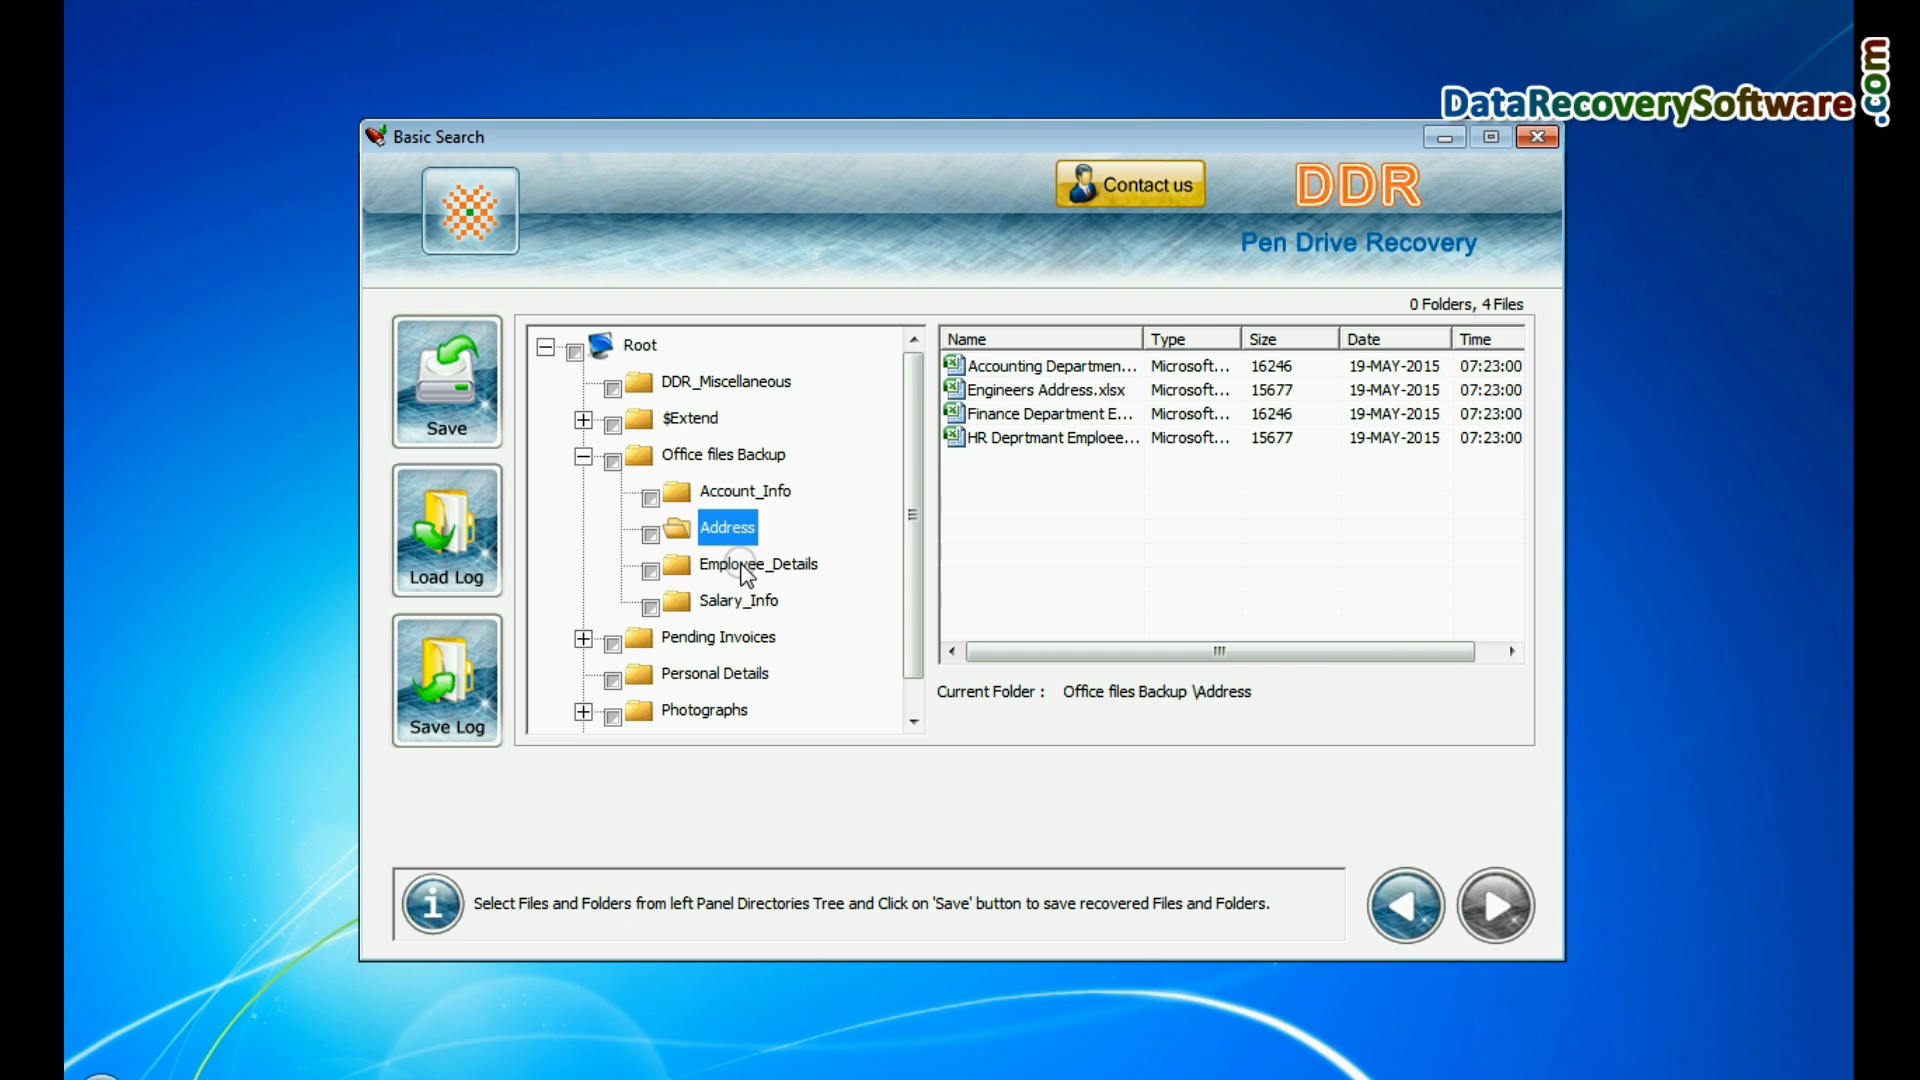 DataRecoverySoftware.com
Basic Search
Contact us
DDR
Pen Drive Recovery
0 Folders, 4 Files
Save
Load Log
Save Log
Root
DDR_Miscellaneous
$Extend
Office files Backup
Account_Info
Address
Employee_Details
Salary_Info
Pending Invoices
Personal Details
Photographs
Name Type Size Date Time
Accounting Departmen... Microsoft... 16246 19-MAY-2015 07:23:00
Engineers Address.xlsx Microsoft... 15677 19-MAY-2015 07:23:00
Finance Department E... Microsoft... 16246 19-MAY-2015 07:23:00
HR Deprtmant Emploee... Microsoft... 15677 19-MAY-2015 07:23:00
Current Folder : Office files Backup \Address
Select Files and Folders from left Panel Directories Tree and Click on 'Save' button to save recovered Files and Folders.